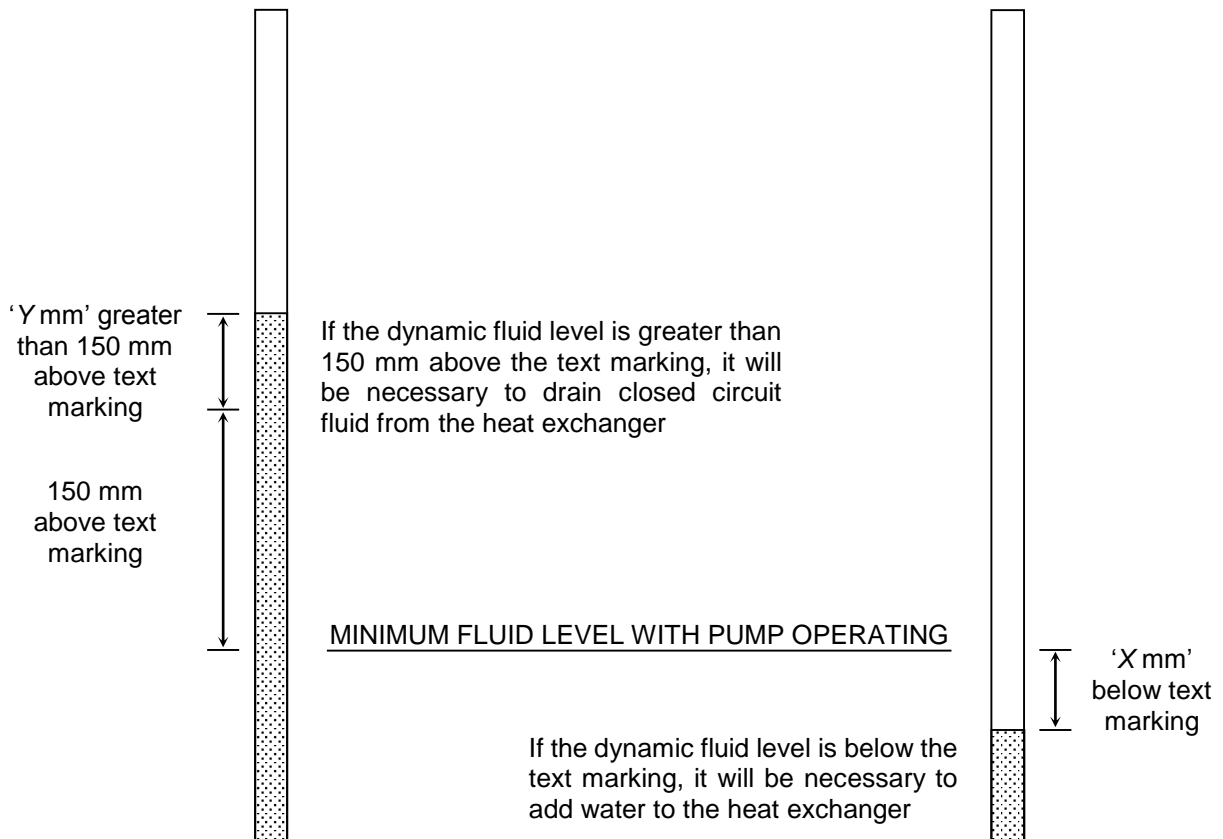 ‘Y mm’ greater
than 150 mm
above text
marking
If the dynamic fluid level is greater than
150 mm above the text marking, it will
be necessary to drain closed circuit
fluid from the heat exchanger
150 mm
above text
marking
MINIMUM FLUID LEVEL WITH PUMP OPERATING
‘X mm’
below text
marking
If the dynamic fluid level is below the
text marking, it will be necessary to
add water to the heat exchanger